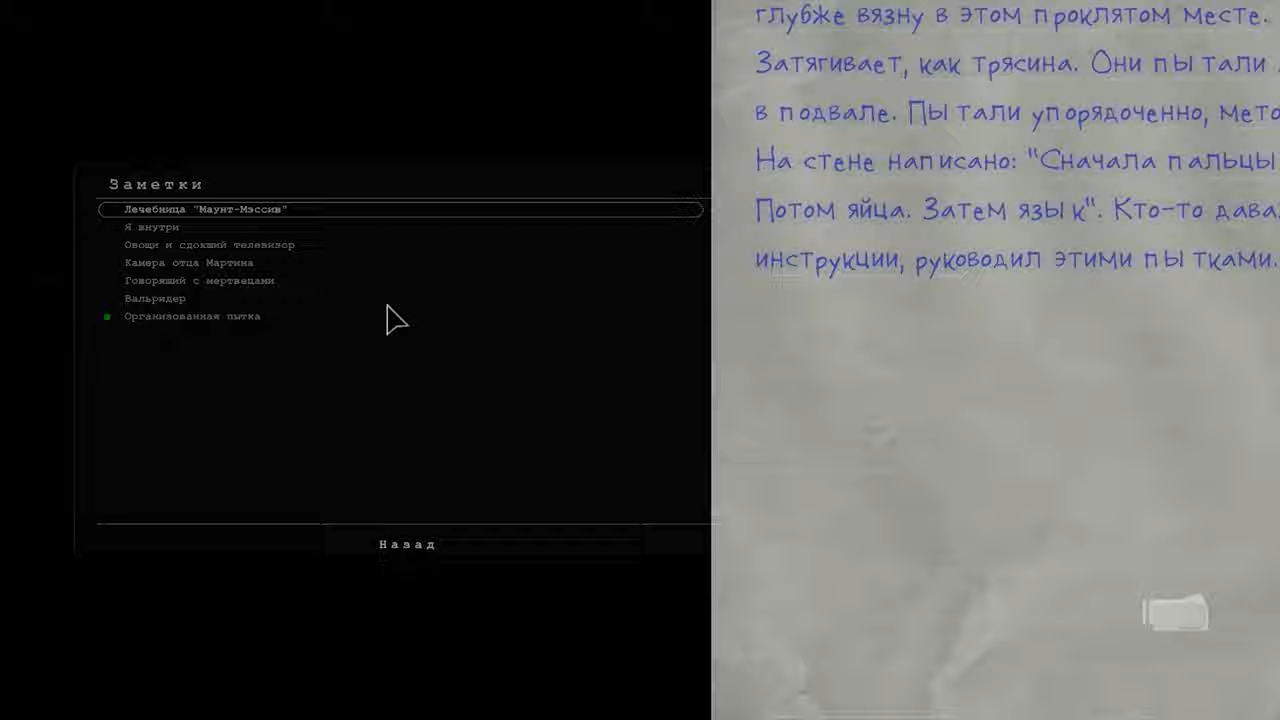 Заметки
Лечебница "Маунт-Мэссив"
Я внутри
Овощи и сдохший телевизор
Камера отца Мартина
Говорящий с мертвецами
Вальридер
Организованная пытка
Назад
глубже вязну в этом проклятом месте.
Затягивает, как трясина. Они пытали
в подвале. Пытали упорядоченно,
На стене написано: "Сначала пальцы
Потом яйца. Затем язык". Кто-то
инструкции, руководил этими пытками.